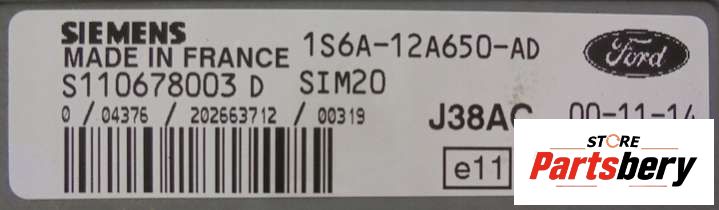 SIEMENS
MADE IN FRANCE
1S6A-12A650-AD
Ford
S110678003 D SIM20
0 / 04376 / 202663712 / 00319
J38AC 00-11-14
e11
STORE
Partsbery